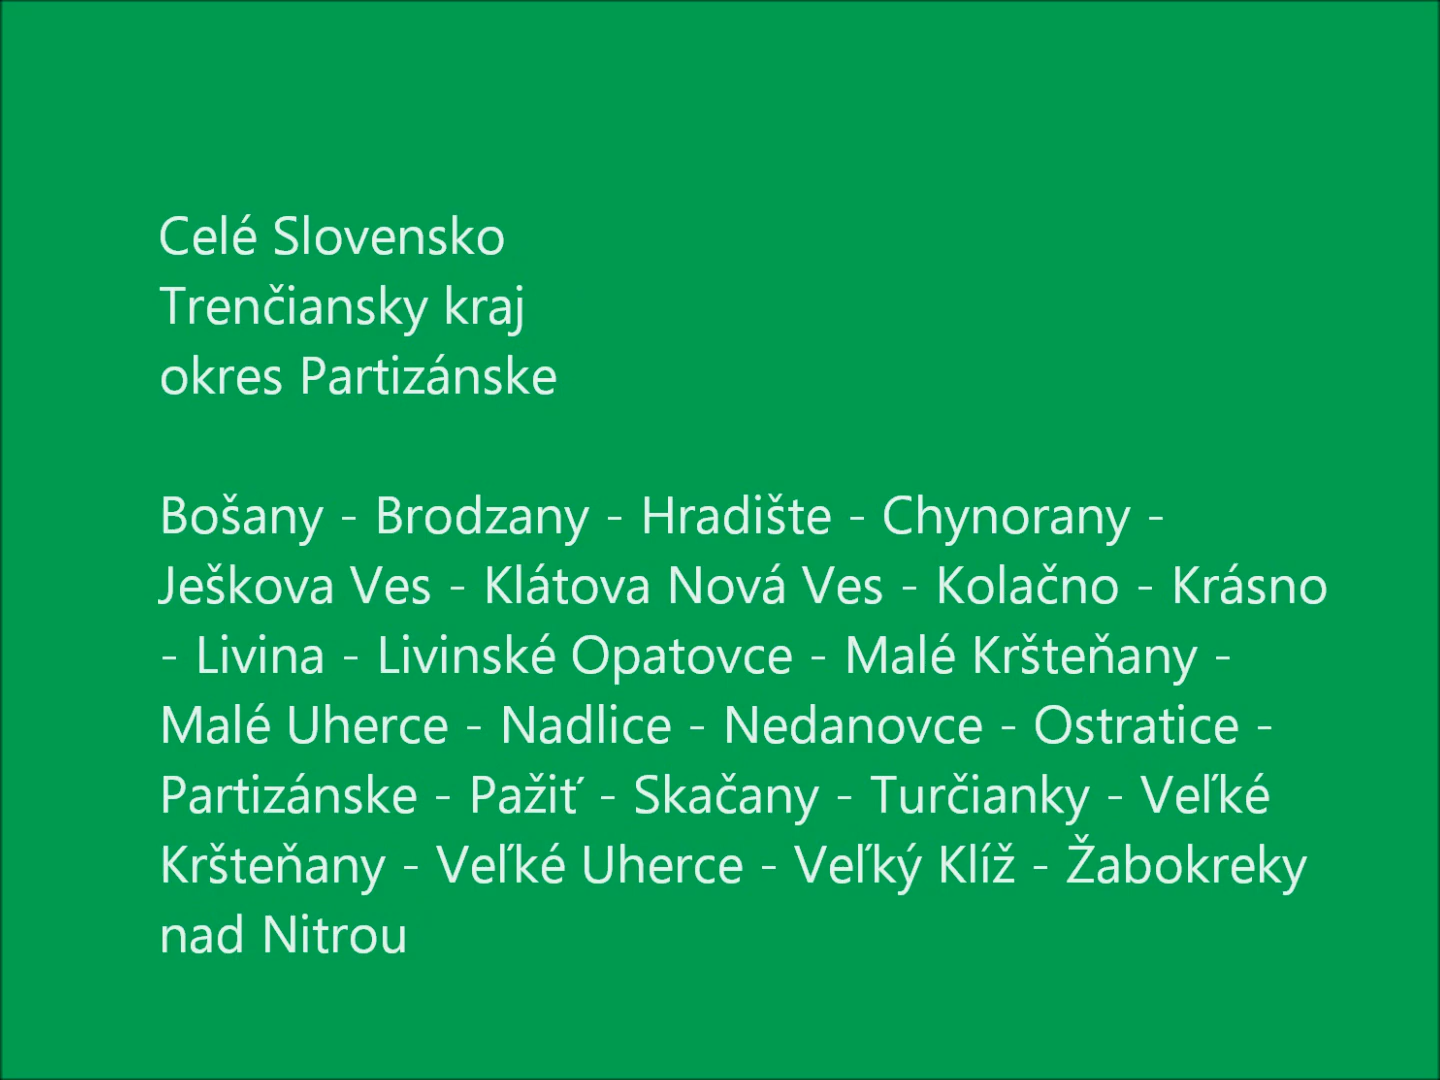 Celé Slovensko
Trenčiansky kraj
okres Partizánske
Bošany - Brodzany - Hradište - Chynorany -
Ješkova Ves - Klátova Nová Ves - Kolačno - Krásno
- Livina - Livinské Opatovce - Malé Kršteňany -
Malé Uherce - Nadlice - Nedanovce - Ostratice -
Partizánske - Pažiť - Skačany - Turčianky - Veľké
Kršteňany - Veľké Uherce - Veľký Klíž - Žabokreky
nad Nitrou